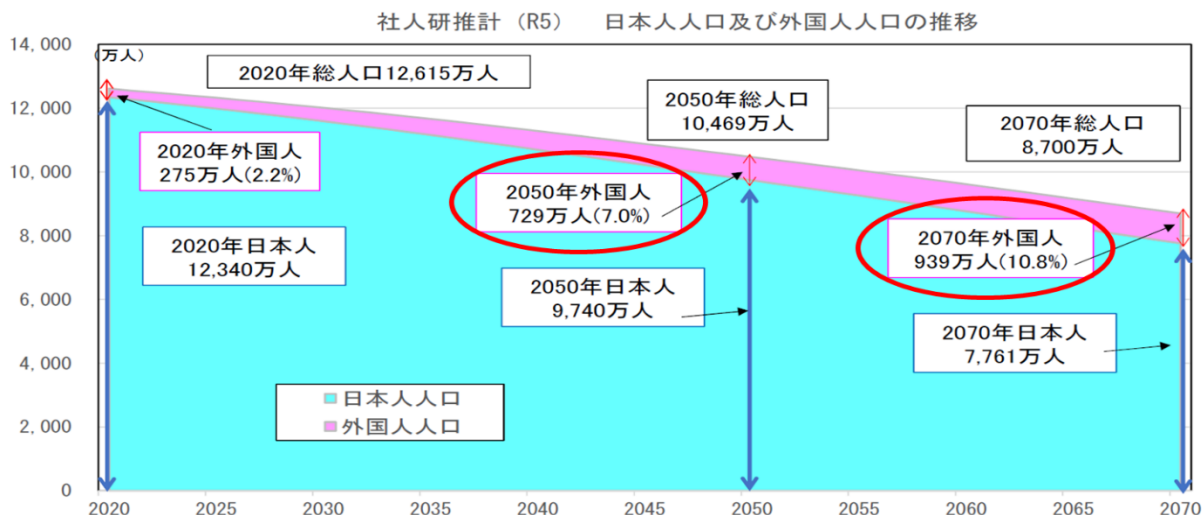 社人研推計（R5）　日本人人口及び外国人人口の推移
14,000
（万人）
12,000
10,000
8,000
6,000
4,000
2,000
0
2020年総人口12,615万人
2020年外国人
275万人(2.2%)
2020年日本人
12,340万人
2050年総人口
10,469万人
2050年外国人
729万人(7.0%)
2050年日本人
9,740万人
2070年総人口
8,700万人
2070年外国人
939万人(10.8%)
2070年日本人
7,761万人
日本人人口
外国人人口
2020 2025 2030 2035 2040 2045 2050 2055 2060 2065 2070